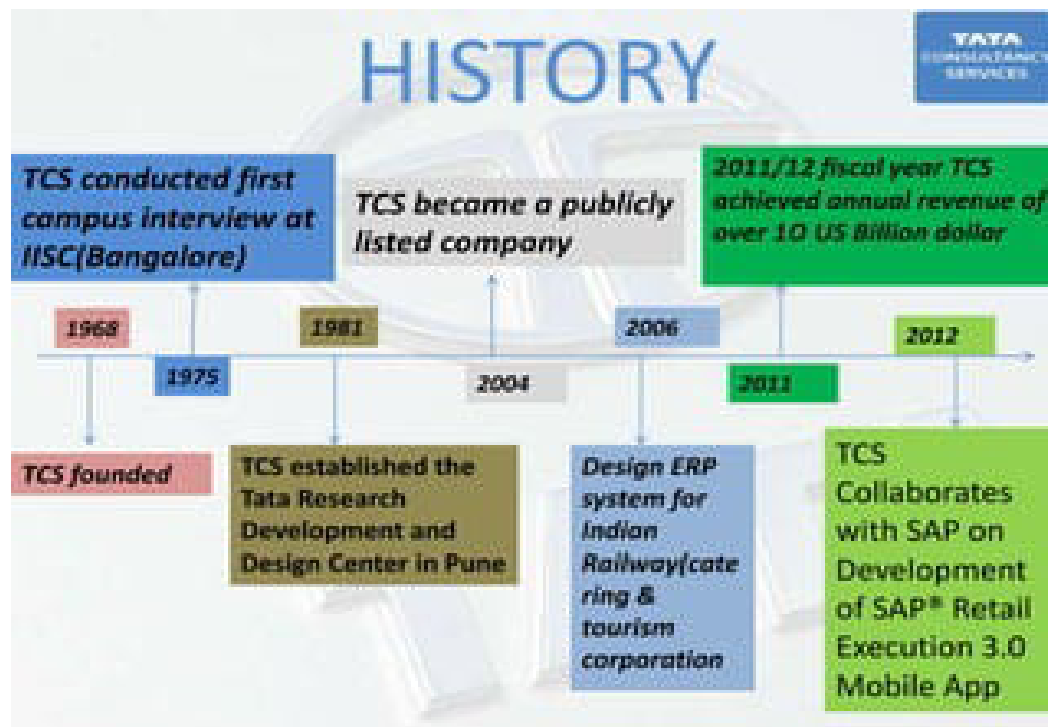 HISTORY
TATA
CONSULTANCY
SERVICES
TCS conducted first
campus interview at
IISC(Bangalore)
TCS became a publicly
listed company
2011/12 fiscal year TCS
achieved annual revenue of
over 10 US Billion dollar
1968
1981
2006
2012
1975
2004
2011
TCS founded
TCS established the
Tata Research
Development and
Design Center in Pune
Design ERP
system for
Indian
Railway(cate
ring &
tourism
corporation
TCS
Collaborates
with SAP on
Development
of SAP® Retail
Execution 3.0
Mobile App